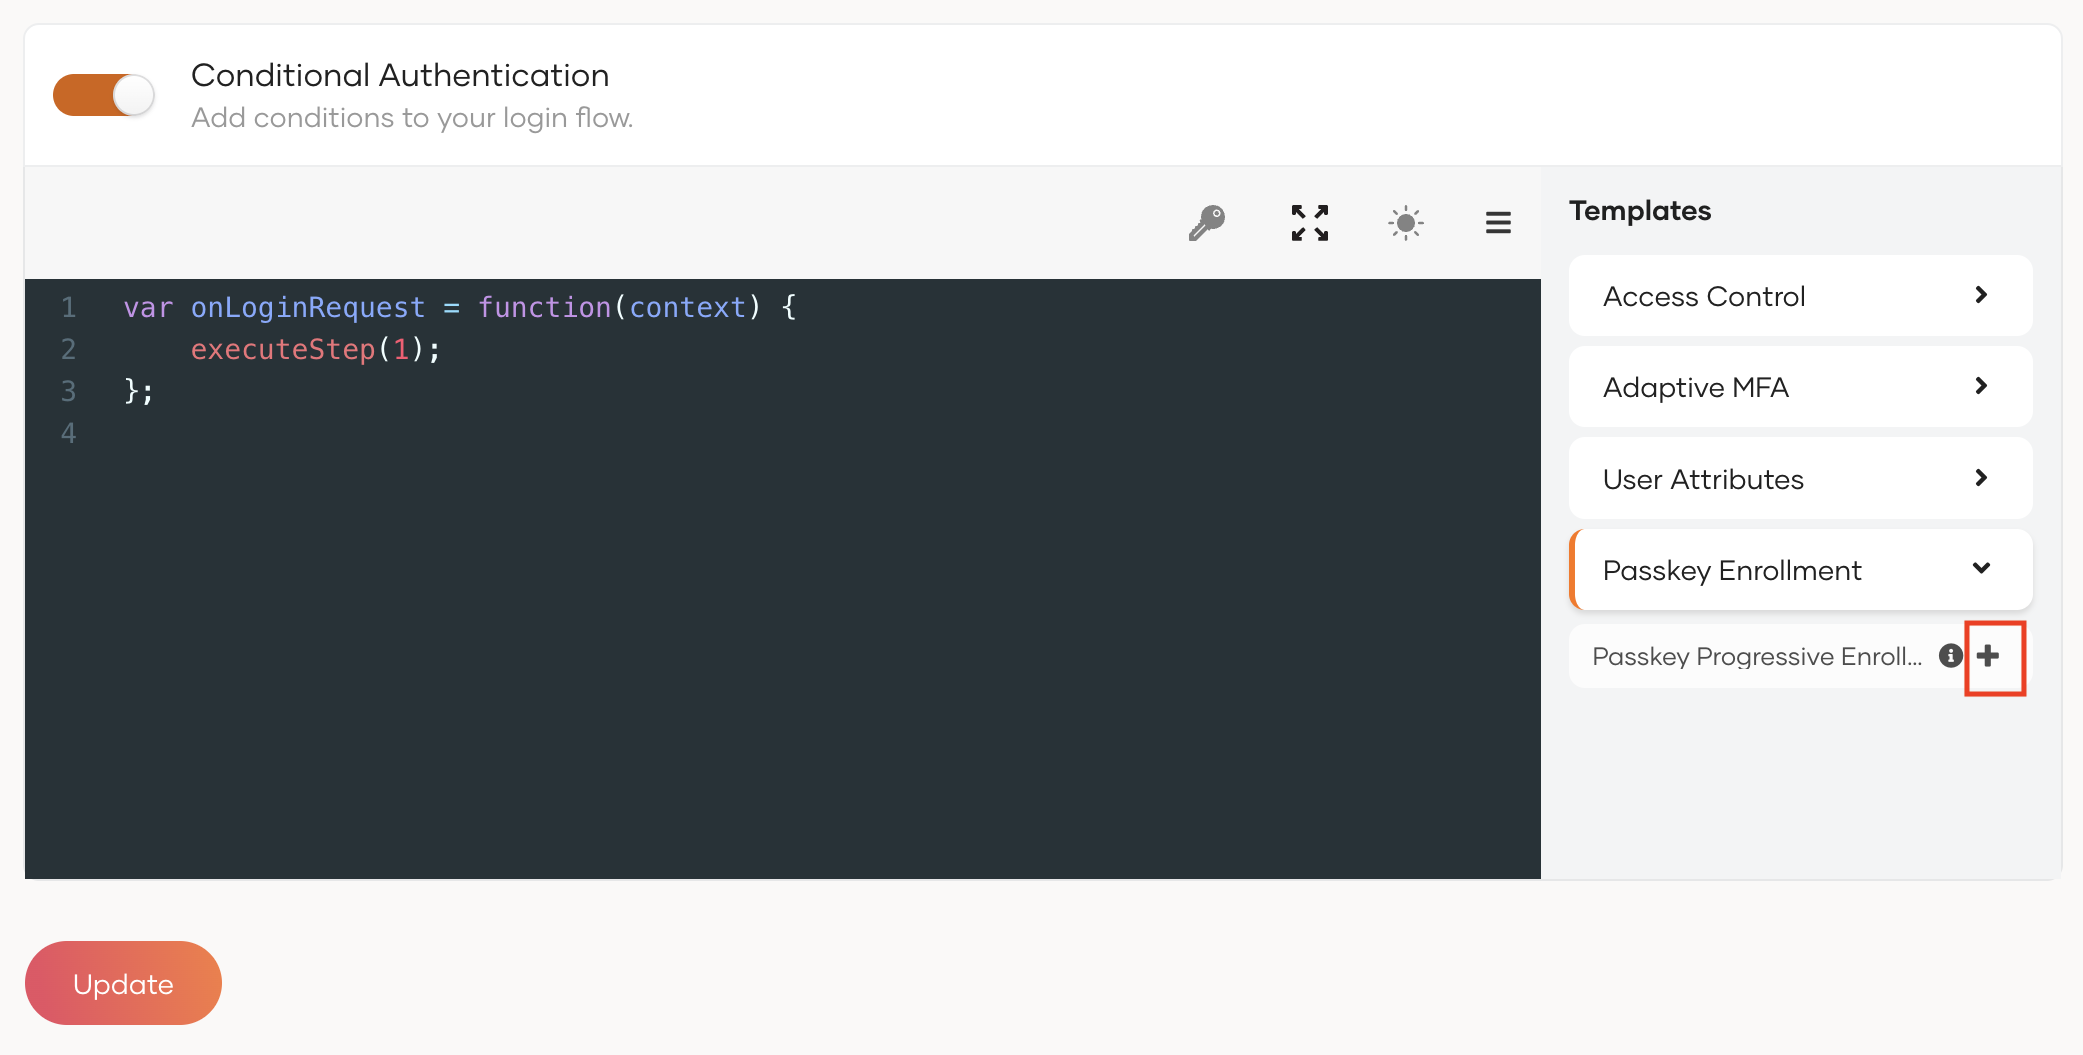 Conditional Authentication
Add conditions to your login flow.
Templates
1 var onLoginRequest = function(context) {
2     executeStep(1);
3 };
4
Access Control
Adaptive MFA
User Attributes
Passkey Enrollment
Passkey Progressive Enroll...
Update